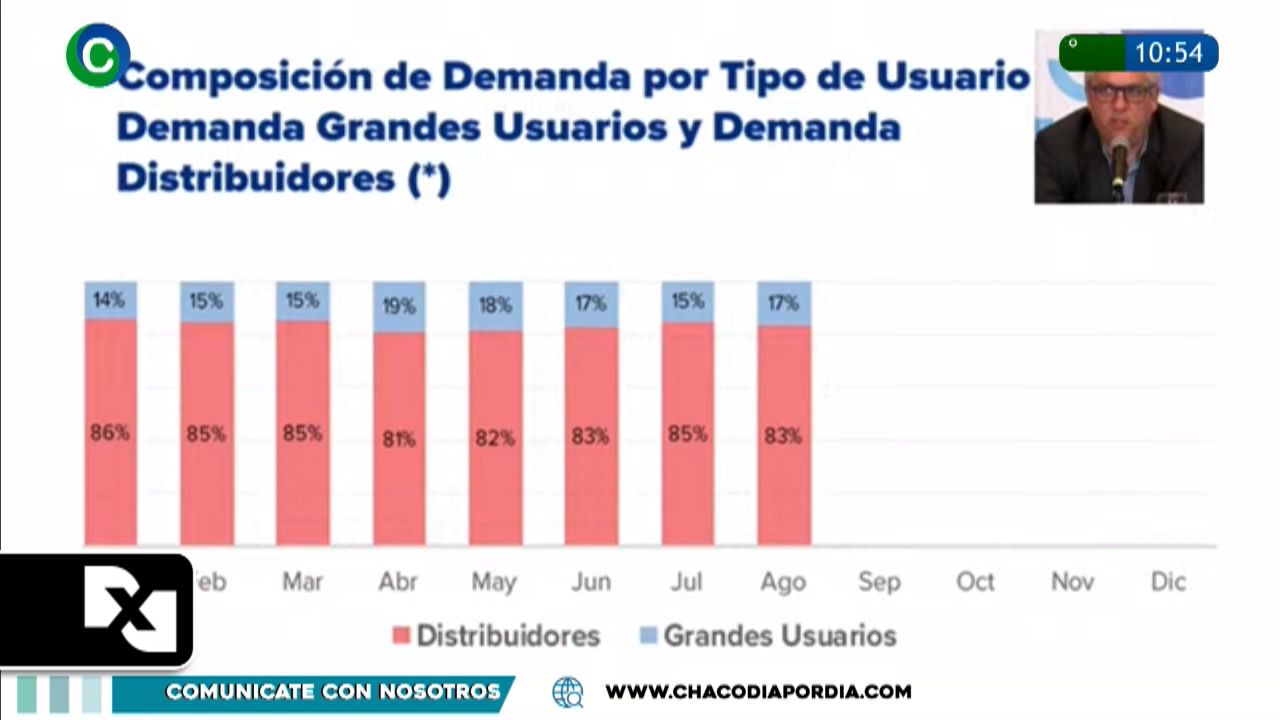 C
Composición de Demanda por Tipo de Usuario
Demanda Grandes Usuarios y Demanda
Distribuidores (*)
° 10:54
14% 15% 15% 19% 18% 17% 15% 17%
86% 85% 85% 81% 82% 83% 85% 83%
eb Mar Abr May Jun Jul Ago Sep Oct Nov Dic
Distribuidores Grandes Usuarios
DXD
COMUNICATE CON NOSOTROS WWW.CHACODIAPORDIA.COM